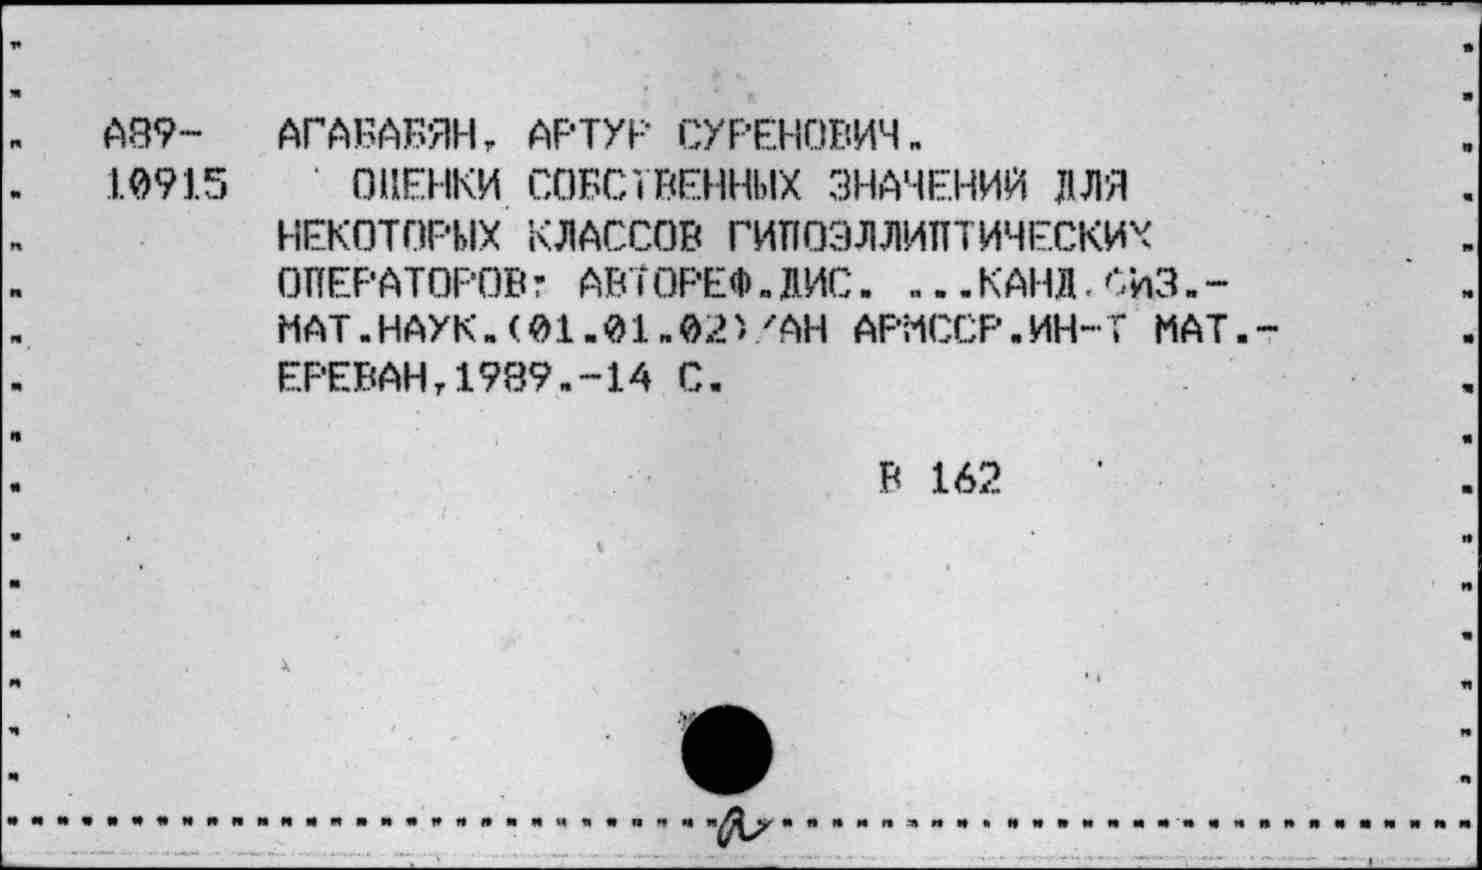 А89- АГАБАБЯН, АРТУР СУРЕНОВИЧ.
10915 ОЦЕНКИ СОБСТВЕННЫХ ЗНАЧЕНИЙ ДЛЯ
НЕКОТОРЫХ КЛАССОВ ГИПОЭЛЛИПТИЧЕСКИХ
ОПЕРАТОРОВ: АВТОРЕФ.ДИС. ...КАНД.ФИЗ.-
МАТ.НАУК.(01.01.02)/АН АРМССР.ИН-Т МАТ.-
ЕРЕВАН,1989.-14 С.
В 162